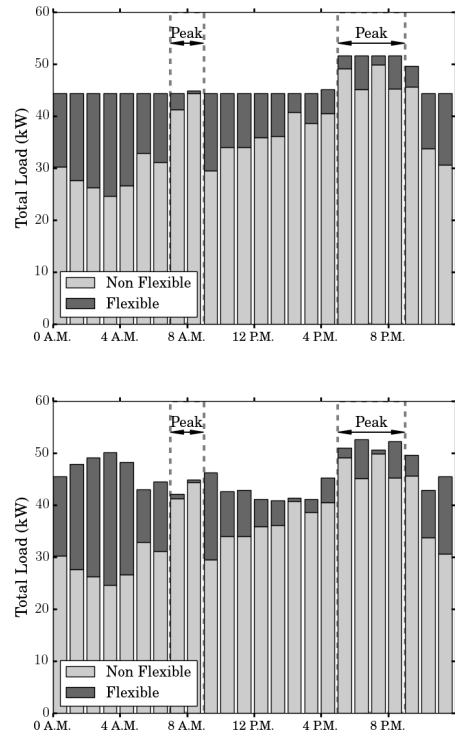 60
Peak
Peak
50
40
30
20
10
0
Total Load (kW)
Non Flexible
Flexible
0 A.M.
4 A.M.
8 A.M.
12 P.M.
4 P.M.
8 P.M.
60
Peak
Peak
50
40
30
20
10
0
Total Load (kW)
Non Flexible
Flexible
0 A.M.
4 A.M.
8 A.M.
12 P.M.
4 P.M.
8 P.M.